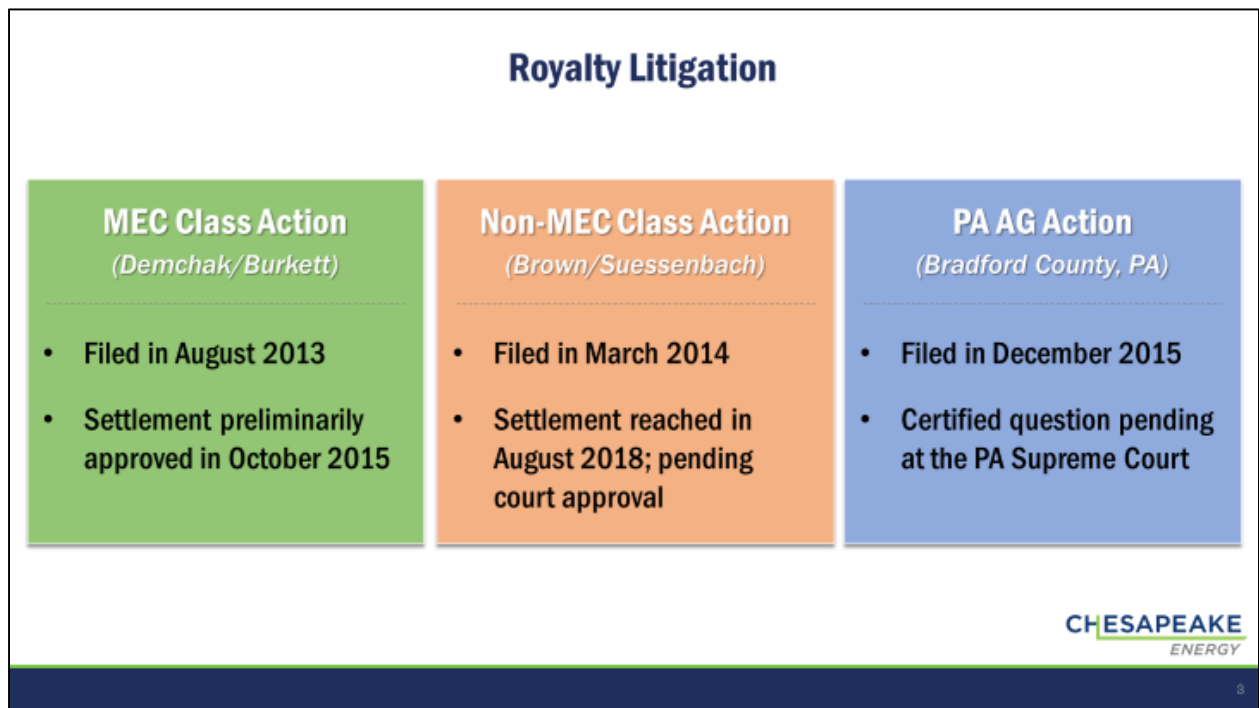 Royalty Litigation
MEC Class Action
(Demchak/Burkett)
• Filed in August 2013
• Settlement preliminarily
approved in October 2015
Non-MEC Class Action
(Brown/Suessenbach)
• Filed in March 2014
• Settlement reached in
August 2018; pending
court approval
PA AG Action
(Bradford County, PA)
• Filed in December 2015
• Certified question pending
at the PA Supreme Court
CHESAPEAKE
ENERGY
3